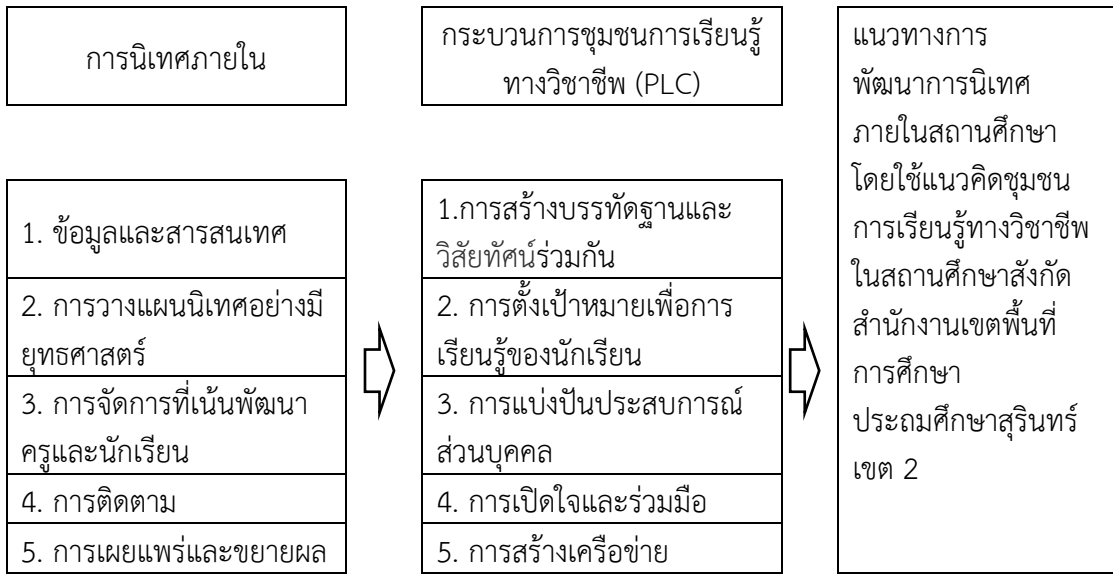 การนิเทศภายใน
กระบวนการชุมชนการเรียนรู้
ทางวิชาชีพ (PLC)
1. ข้อมูลและสารสนเทศ
2. การวางแผนนิเทศอย่างมี
ยุทธศาสตร์
3. การจัดการที่เน้นพัฒนา
ครูและนักเรียน
4. การติดตาม
5. การเผยแพร่และขยายผล
1.การสร้างบรรทัดฐานและ
วิสัยทัศน์ร่วมกัน
2. การตั้งเป้าหมายเพื่อการ
เรียนรู้ของนักเรียน
3. การแบ่งปันประสบการณ์
ส่วนบุคคล
4. การเปิดใจและร่วมมือ
5. การสร้างเครือข่าย
แนวทางการ
พัฒนาการนิเทศ
ภายในสถานศึกษา
โดยใช้แนวคิดชุมชน
การเรียนรู้ทางวิชาชีพ
ในสถานศึกษาสังกัด
สำนักงานเขตพื้นที่
การศึกษา
ประถมศึกษาสุรินทร์
เขต 2